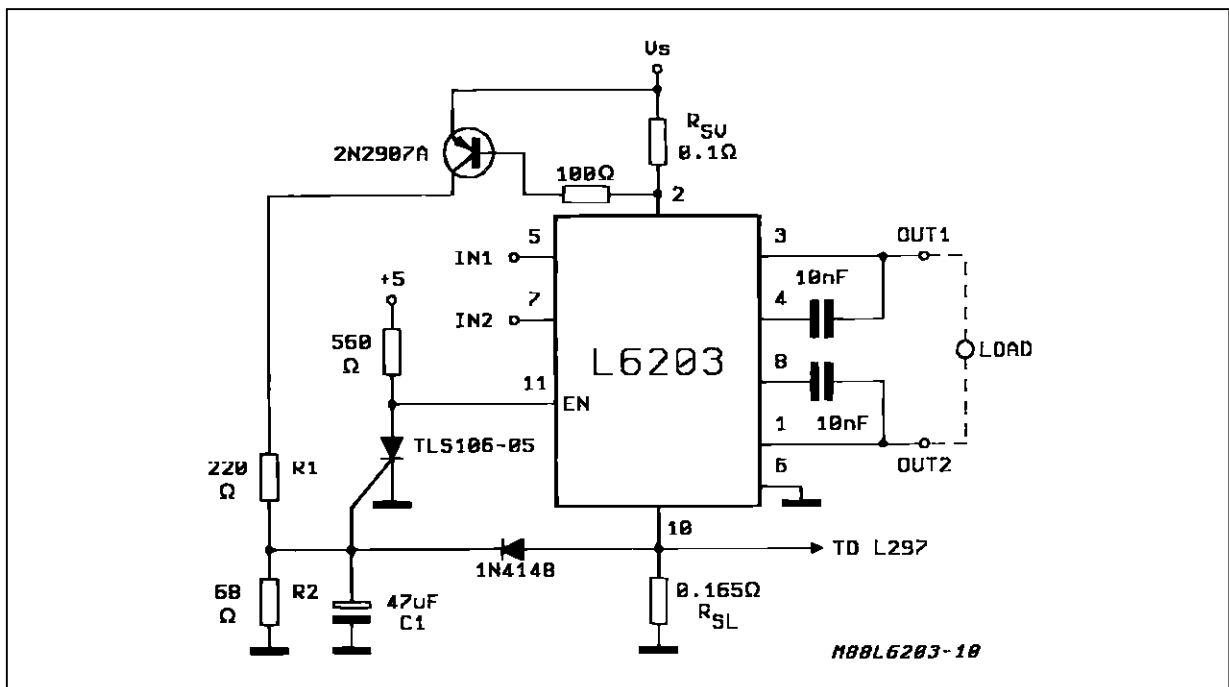 Vs
RSV
0.1Ω
2N2907A
100Ω
2
5
IN1
3
OUT1
10nF
+5
7
IN2
4
560
Ω
L6203
8
LOAD
11
EN
10nF
1
TLS106-05
6
OUT2
220
Ω
R1
10
TO L297
1N4148
68
Ω
R2
47uF
C1
0.165Ω
RSL
M88L6203-10